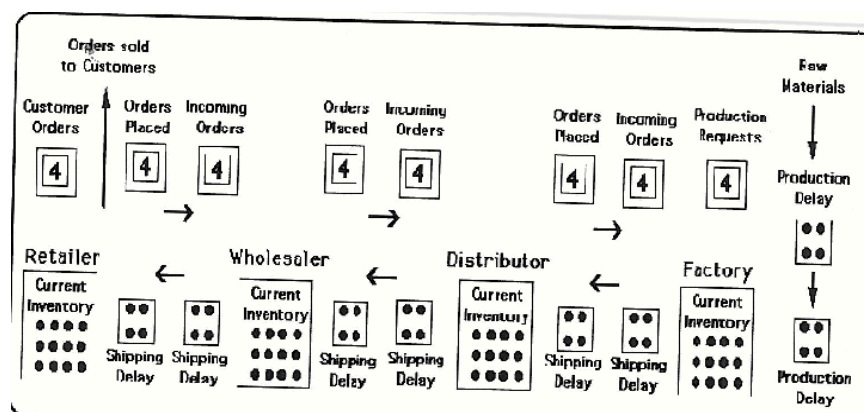 Orders sold
to Customers
Raw
Materials
Customer
Orders
Orders
Placed
Incoming
Orders
Orders
Placed
Incoming
Orders
Orders
Placed
Incoming
Orders
Production
Requests
4
4
4
4
4
4
4
4
Production
Delay
Retailer
Wholesaler
Distributor
Factory
Current
Inventory
Shipping
Delay
Shipping
Delay
Current
Inventory
Shipping
Delay
Shipping
Delay
Current
Inventory
Shipping
Delay
Shipping
Delay
Current
Inventory
Production
Delay